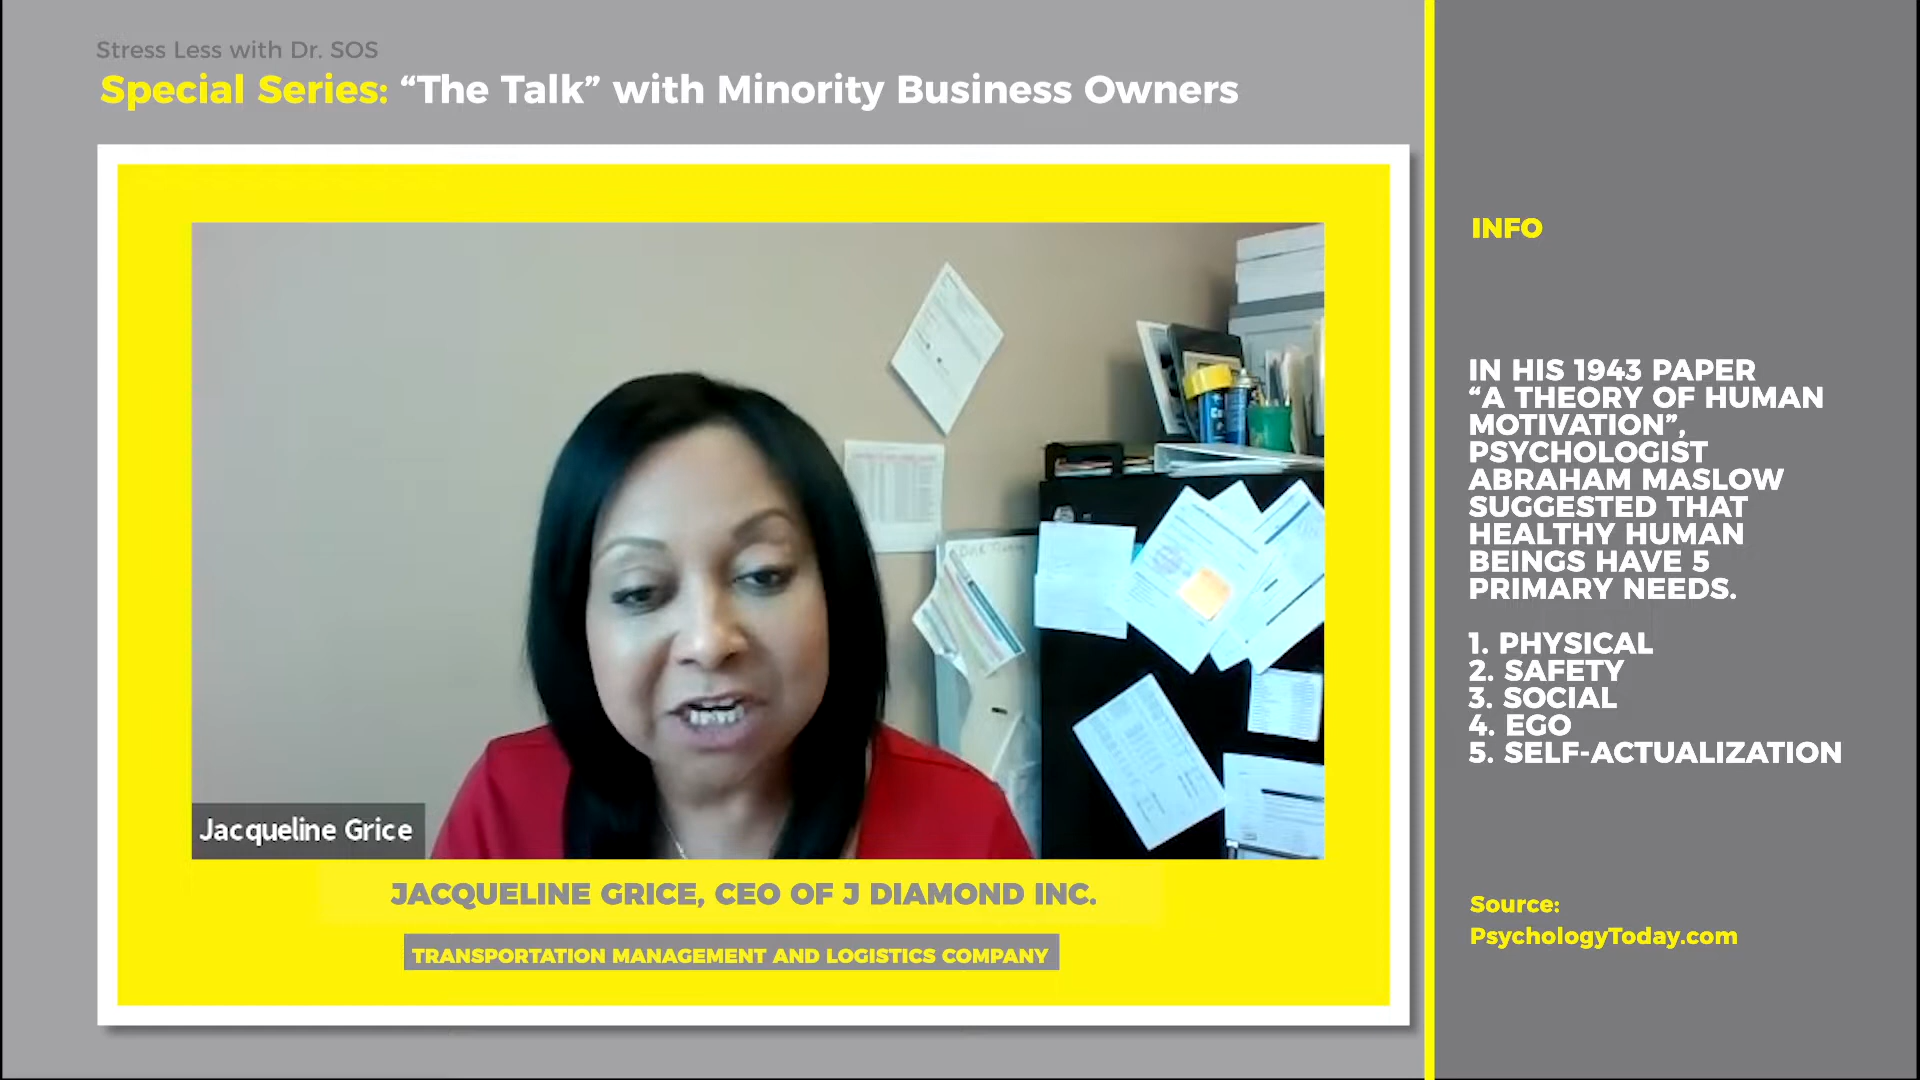 Stress Less with Dr. SOS
Special Series: “The Talk” with Minority Business Owners
Jacqueline Grice
JACQUELINE GRICE, CEO OF J DIAMOND INC.
TRANSPORTATION MANAGEMENT AND LOGISTICS COMPANY
INFO
IN HIS 1943 PAPER
“A THEORY OF HUMAN
MOTIVATION”,
PSYCHOLOGIST
ABRAHAM MASLOW
SUGGESTED THAT
HEALTHY HUMAN
BEINGS HAVE 5
PRIMARY NEEDS.
1. PHYSICAL
2. SAFETY
3. SOCIAL
4. EGO
5. SELF-ACTUALIZATION
Source:
PsychologyToday.com